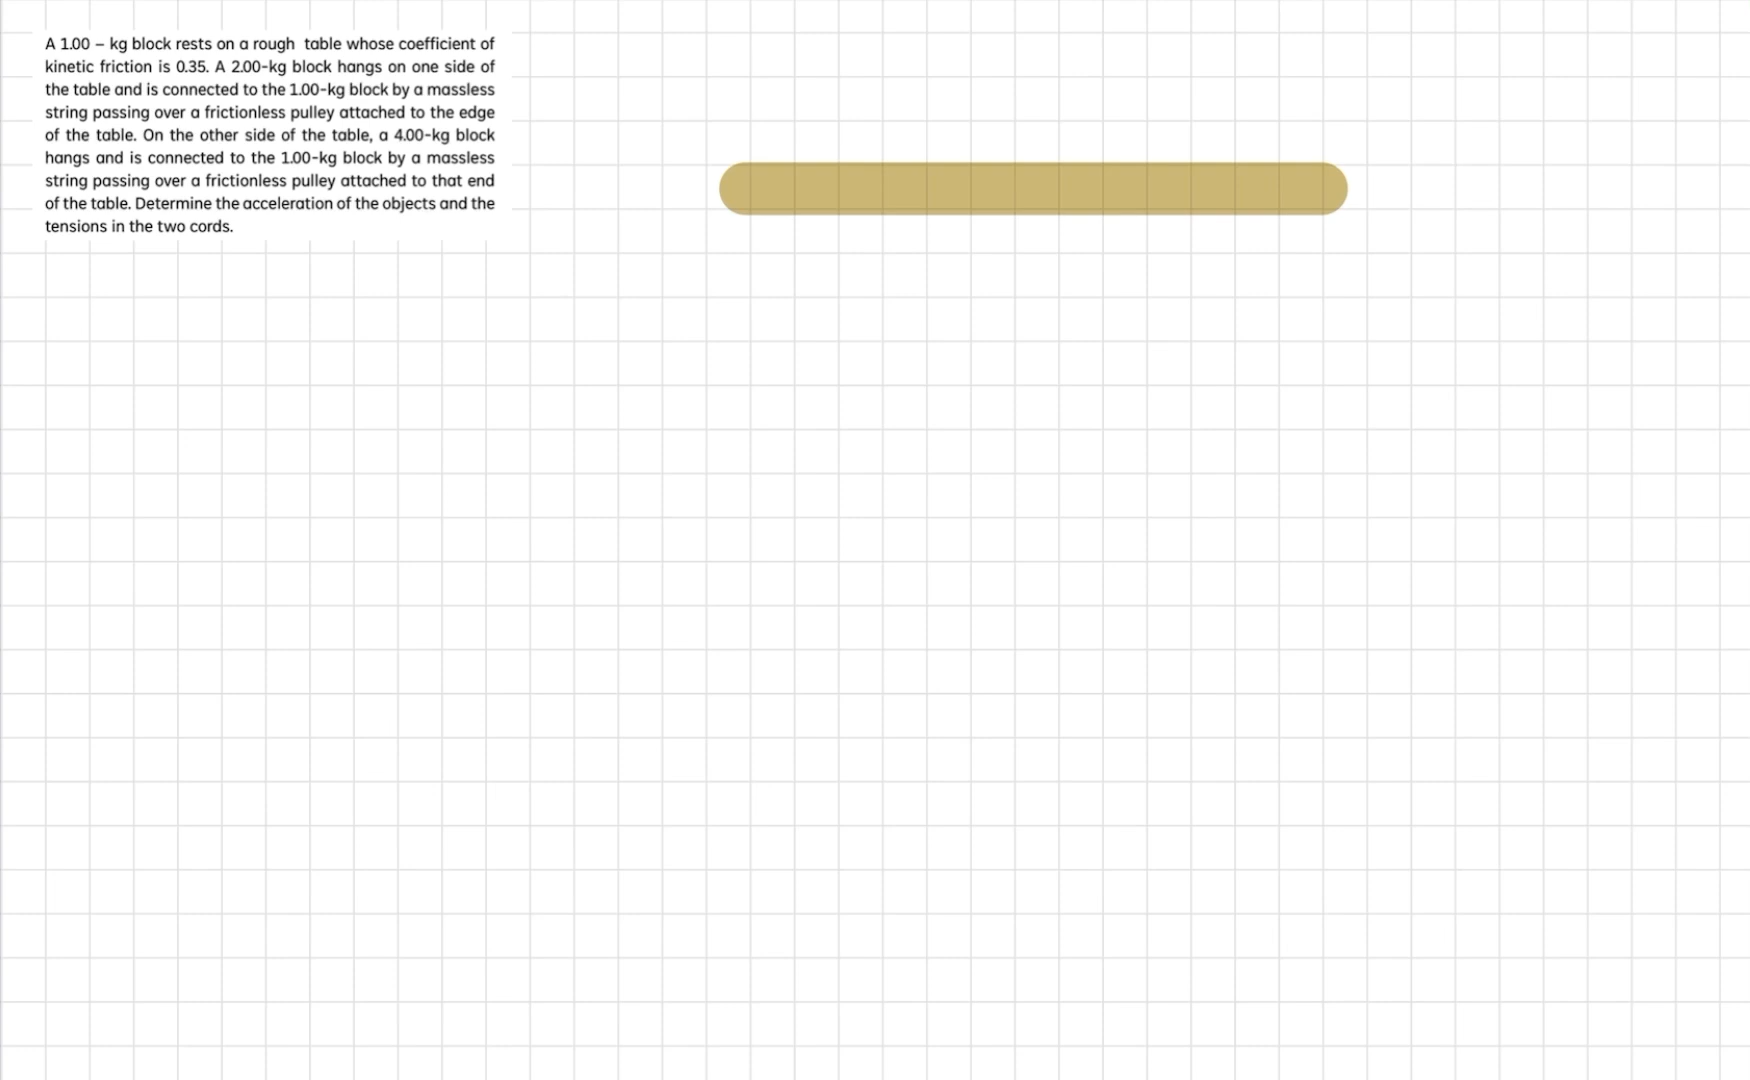 A 1.00 – kg block rests on a rough table whose coefficient of
kinetic friction is 0.35. A 2.00-kg block hangs on one side of
the table and is connected to the 1.00-kg block by a massless
string passing over a frictionless pulley attached to the edge
of the table. On the other side of the table, a 4.00-kg block
hangs and is connected to the 1.00-kg block by a massless
string passing over a frictionless pulley attached to that end
of the table. Determine the acceleration of the objects and the
tensions in the two cords.